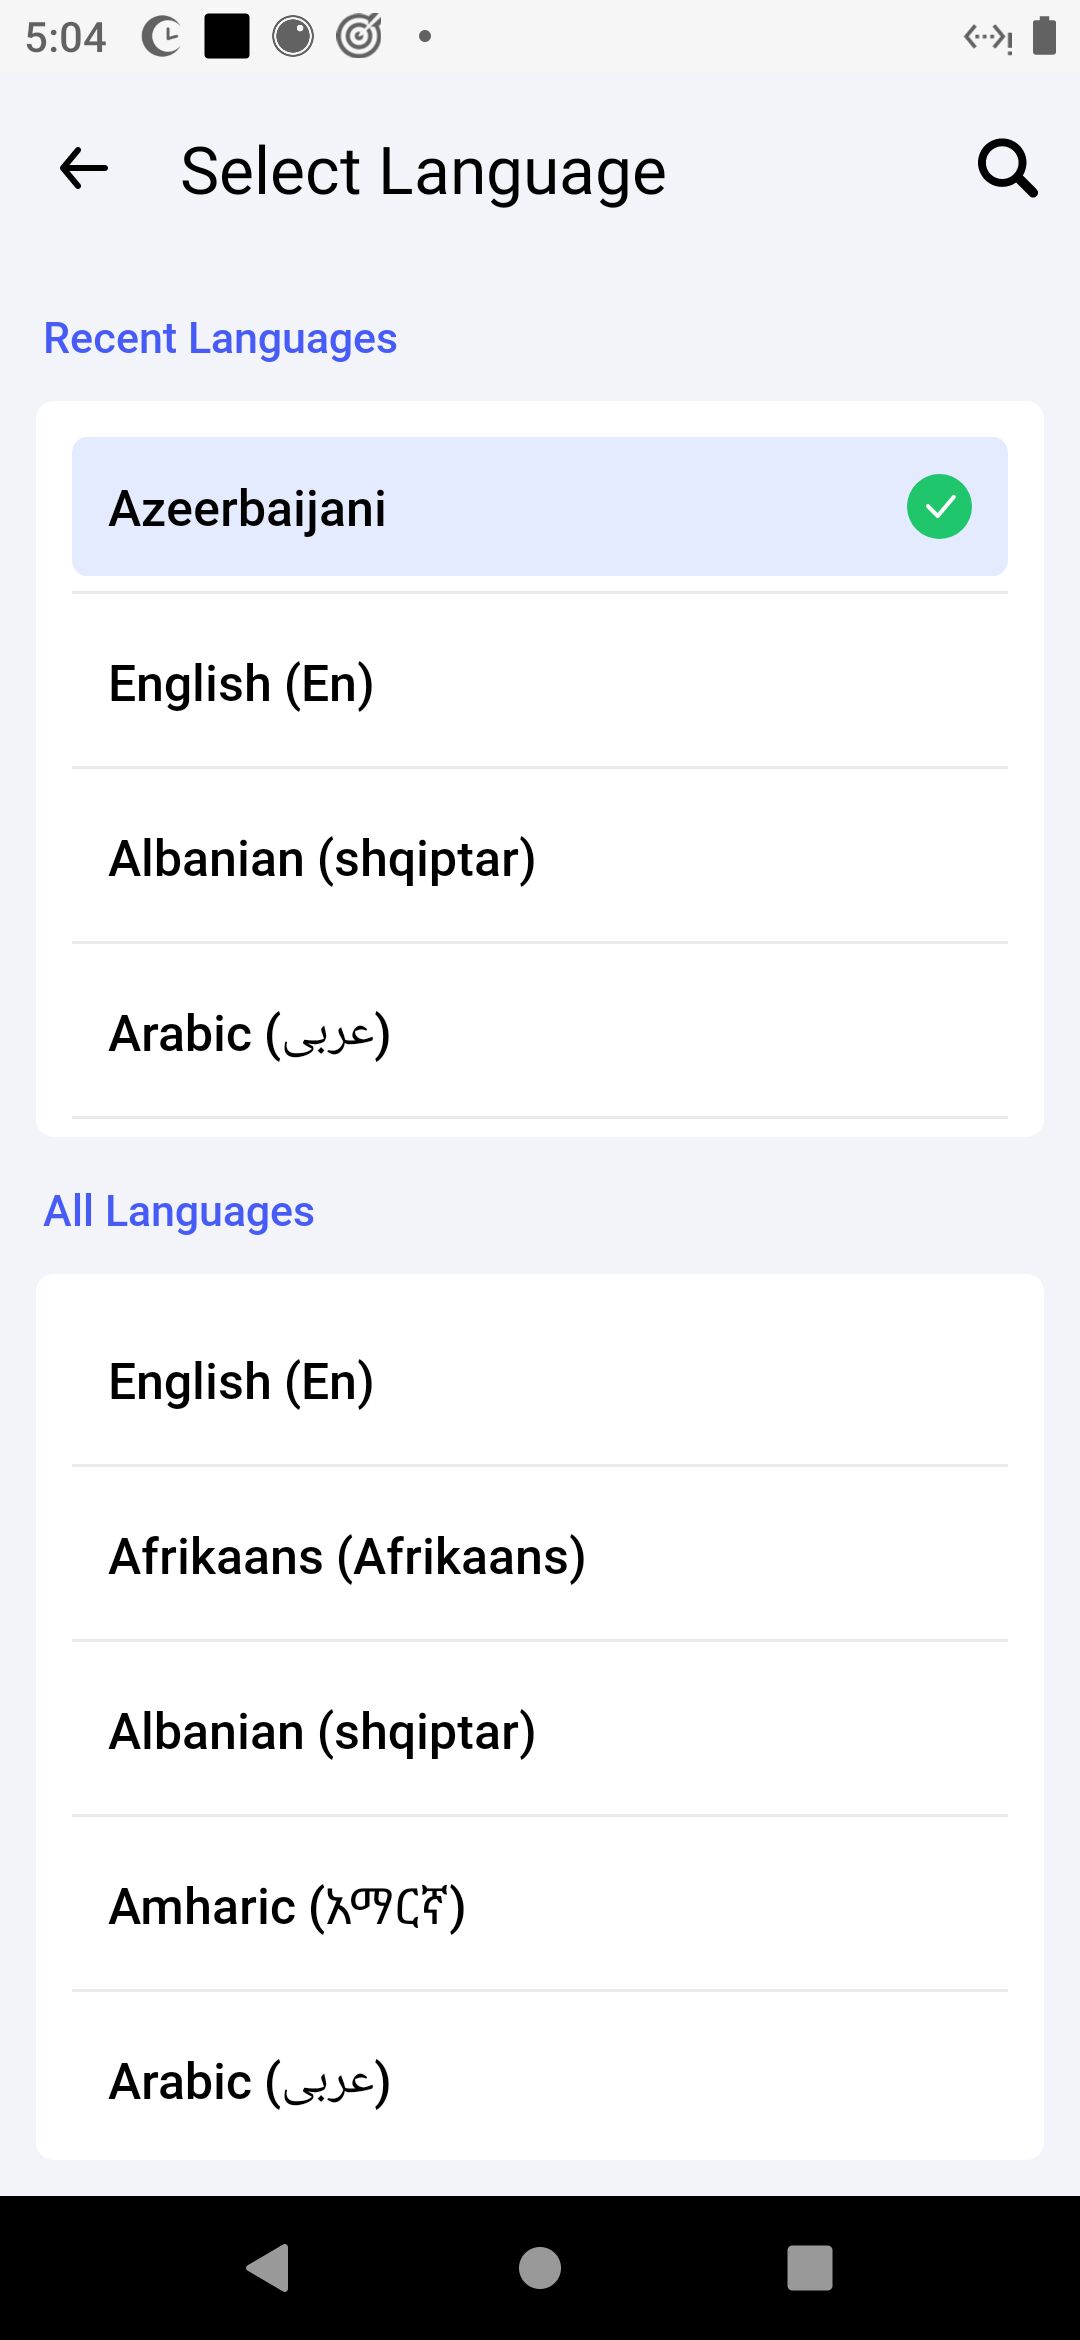 5:04
Select Language
Recent Languages
Azeerbaijani
English (En)
Albanian (shqiptar)
Arabic (عربى)
All Languages
English (En)
Afrikaans (Afrikaans)
Albanian (shqiptar)
Amharic (አማርኛ)
Arabic (عربى)